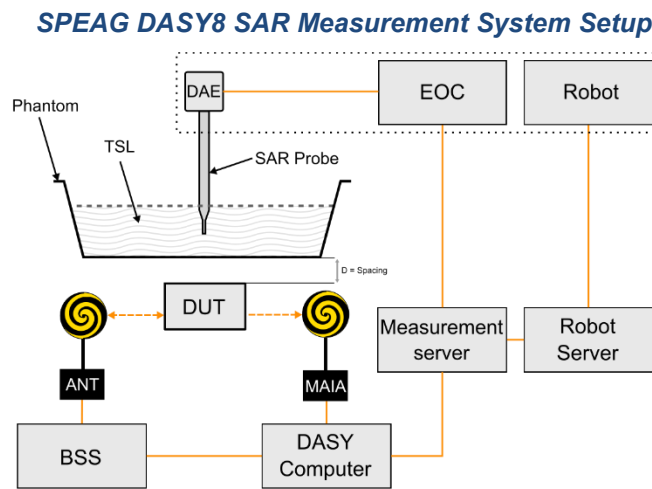 SPEAG DASY8 SAR Measurement System Setup
DAE
EOC
Robot
Phantom
TSL
SAR Probe
D = Spacing
DUT
Measurement
server
Robot
Server
ANT
MAIA
BSS
DASY
Computer